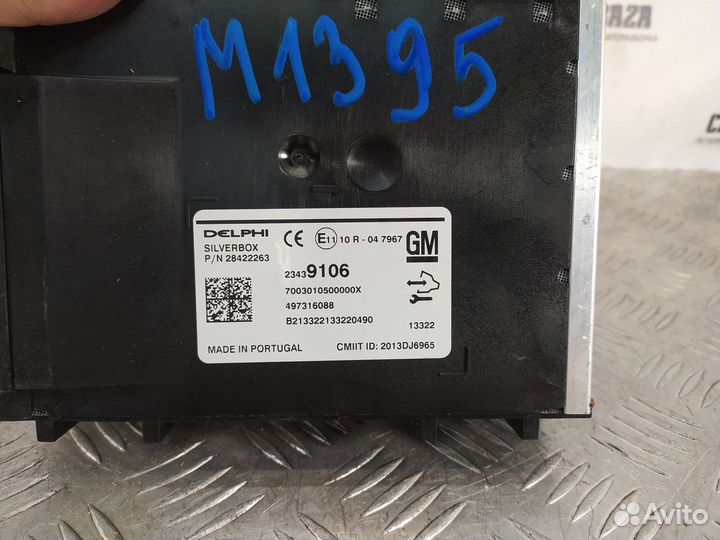 M1395
DELPHI
SILVERBOX
P/N 28422263
CE E11 10 R - 04 7967
GM
23439106
7003010500000X
497316088
B213322133220490
13322
MADE IN PORTUGAL
CMIIT ID: 2013DJ6965
Avito